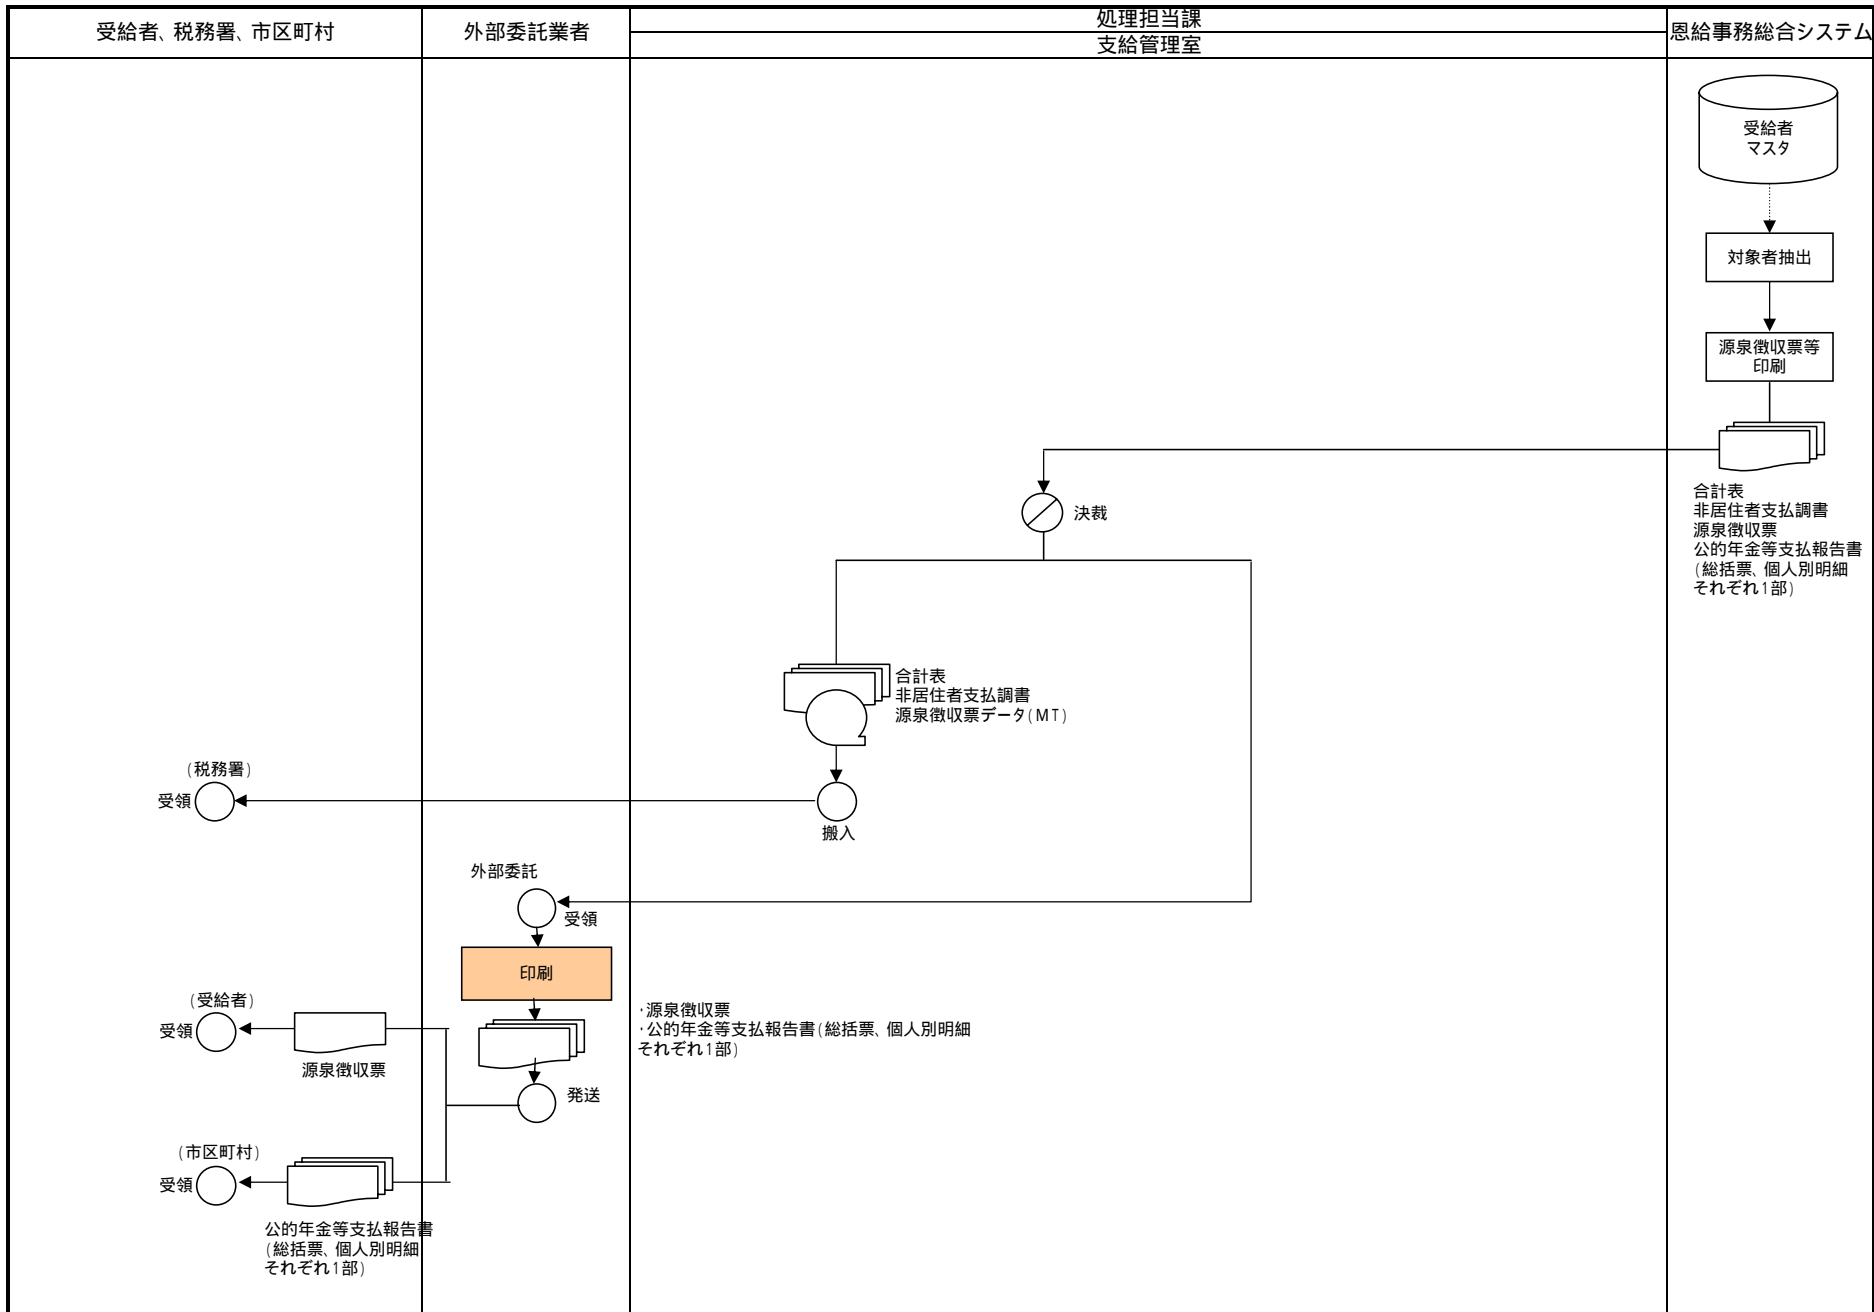 受給者、税務署、市区町村
外部委託業者
処理担当課
支給管理室
恩給事務総合システム
受給者
マスタ
対象者抽出
源泉徴収票等
印刷
合計表
非居住者支払調書
源泉徴収票
公的年金等支払報告書
(総括票、個人別明細
それぞれ1部)
決裁
合計表
非居住者支払調書
源泉徴収票データ(MT)
搬入
(税務署)
受領
外部委託
受領
印刷
・源泉徴収票
・公的年金等支払報告書(総括票、個人別明細
それぞれ1部)
発送
(受給者)
受領
源泉徴収票
(市区町村)
受領
公的年金等支払報告書
(総括票、個人別明細
それぞれ1部)